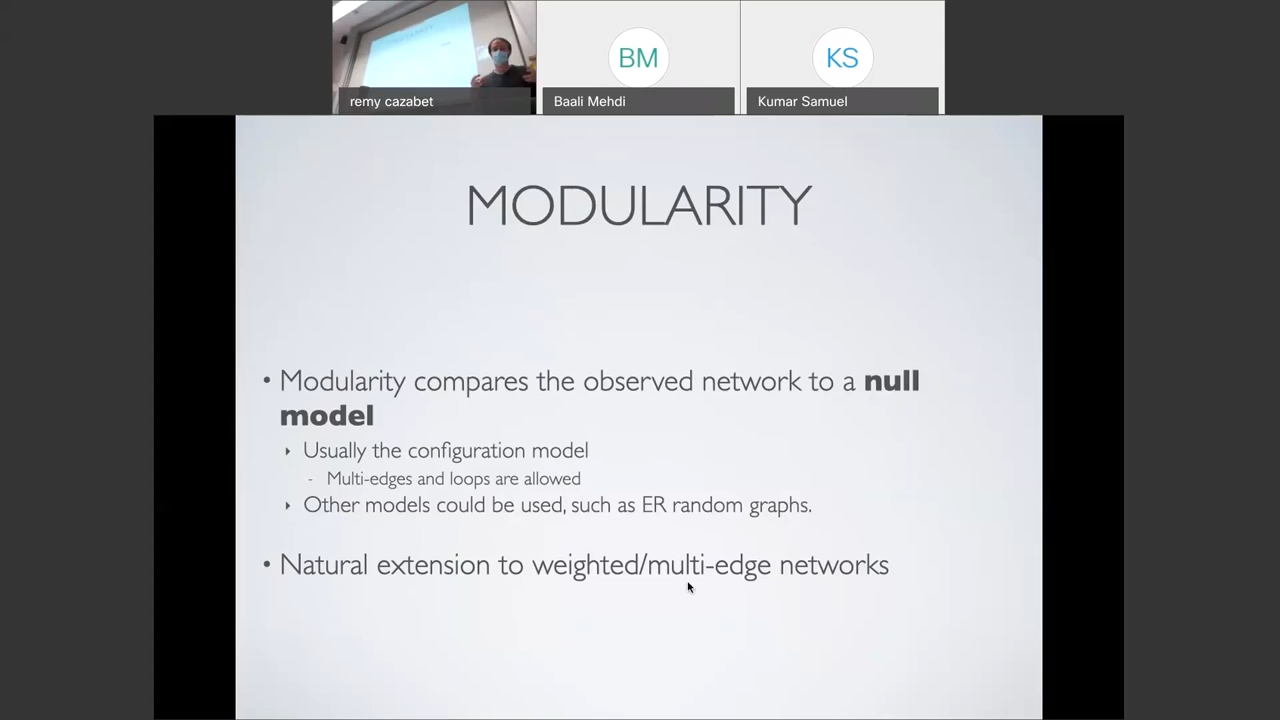 BM
KS
remy cazabet
Baali Mehdi
Kumar Samuel
MODULARITY
• Modularity compares the observed network to a null
model
‣ Usually the configuration model
- Multi-edges and loops are allowed
‣ Other models could be used, such as ER random graphs.
• Natural extension to weighted/multi-edge networks